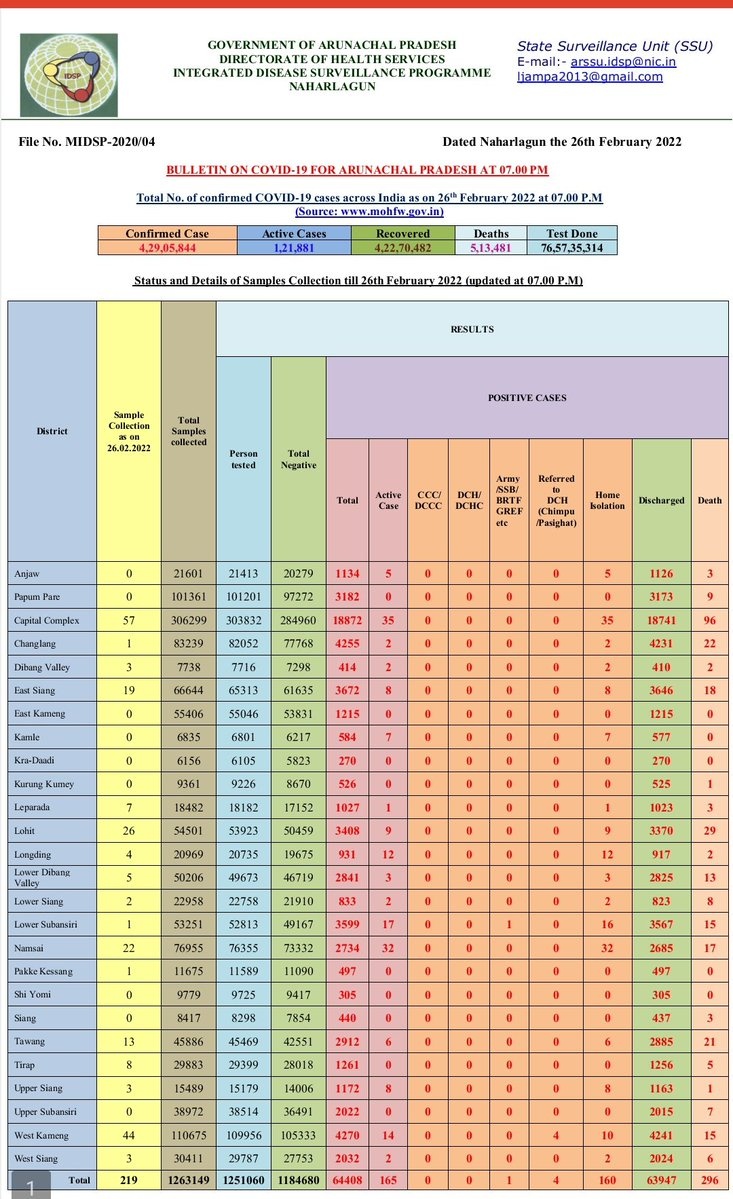 IDSP
GOVERNMENT OF ARUNACHAL PRADESH
DIRECTORATE OF HEALTH SERVICES
INTEGRATED DISEASE SURVEILLANCE PROGRAMME
NAHARLAGUN
State Surveillance Unit (SSU)
E-mail:- arssu.idsp@nic.in
ljampa2013@gmail.com
File No. MIDSP-2020/04 Dated Naharlagun the 26th February 2022
BULLETIN ON COVID-19 FOR ARUNACHAL PRADESH AT 07.00 PM
Total No. of confirmed COVID-19 cases across India as on 26th February 2022 at 07.00 P.M
(Source: www.mohfw.gov.in)
Confirmed Case Active Cases Recovered Deaths Test Done
4,29,05,844 1,21,881 4,22,70,482 5,13,481 76,57,35,314
Status and Details of Samples Collection till 26th February 2022 (updated at 07.00 P.M)
District
Sample
Collection
as on
26.02.2022
Total
Samples
collected
RESULTS
Person
tested
Total
Negative
POSITIVE CASES
Total
Active
Case
CCC/
DCCC
DCH/
DCHC
Army
/SSB/
BRTF
GREF
etc
Referred
to
DCH
(Chimpu
/Pasighat)
Home
Isolation
Discharged
Death
Anjaw 0 21601 21413 20279 1134 5 0 0 0 0 5 1126 3
Papum Pare 0 101361 101201 97272 3182 0 0 0 0 0 0 3173 9
Capital Complex 57 306299 303832 284960 18872 35 0 0 0 0 35 18741 96
Changlang 1 83239 82052 77768 4255 2 0 0 0 0 2 4231 22
Dibang Valley 3 7738 7716 7298 414 2 0 0 0 0 2 410 2
East Siang 19 66644 65313 61635 3672 8 0 0 0 0 8 3646 18
East Kameng 0 55406 55046 53831 1215 0 0 0 0 0 0 1215 0
Kamle 0 6835 6801 6217 584 7 0 0 0 0 7 577 0
Kra-Daadi 0 6156 6105 5823 270 0 0 0 0 0 0 270 0
Kurung Kumey 0 9361 9226 8670 526 0 0 0 0 0 0 525 1
Leparada 7 18482 18182 17152 1027 1 0 0 0 0 1 1023 3
Lohit 26 54501 53923 50459 3408 9 0 0 0 0 9 3370 29
Longding 4 20969 20735 19675 931 12 0 0 0 0 12 917 2
Lower Dibang
Valley 5 50206 49673 46719 2841 3 0 0 0 0 3 2825 13
Lower Siang 2 22958 22758 21910 833 2 0 0 0 0 2 823 8
Lower Subansiri 1 53251 52813 49167 3599 17 0 0 1 0 16 3567 15
Namsai 22 76955 76355 73332 2734 32 0 0 0 0 32 2685 17
Pakke Kessang 1 11675 11589 11090 497 0 0 0 0 0 0 497 0
Shi Yomi 0 9779 9725 9417 305 0 0 0 0 0 0 305 0
Siang 0 8417 8298 7854 440 0 0 0 0 0 0 437 3
Tawang 13 45886 45469 42551 2912 6 0 0 0 0 6 2885 21
Tirap 8 29883 29399 28018 1261 0 0 0 0 0 0 1256 5
Upper Siang 3 15489 15179 14006 1172 8 0 0 0 0 8 1163 1
Upper Subansiri 0 38972 38514 36491 2022 0 0 0 0 0 0 2015 7
West Kameng 44 110675 109956 105333 4270 14 0 0 0 4 10 4241 15
West Siang 3 30411 29787 27753 2032 2 0 0 0 0 2 2024 6
Total 219 1263149 1251060 1184680 64408 165 0 0 1 4 160 63947 296
1